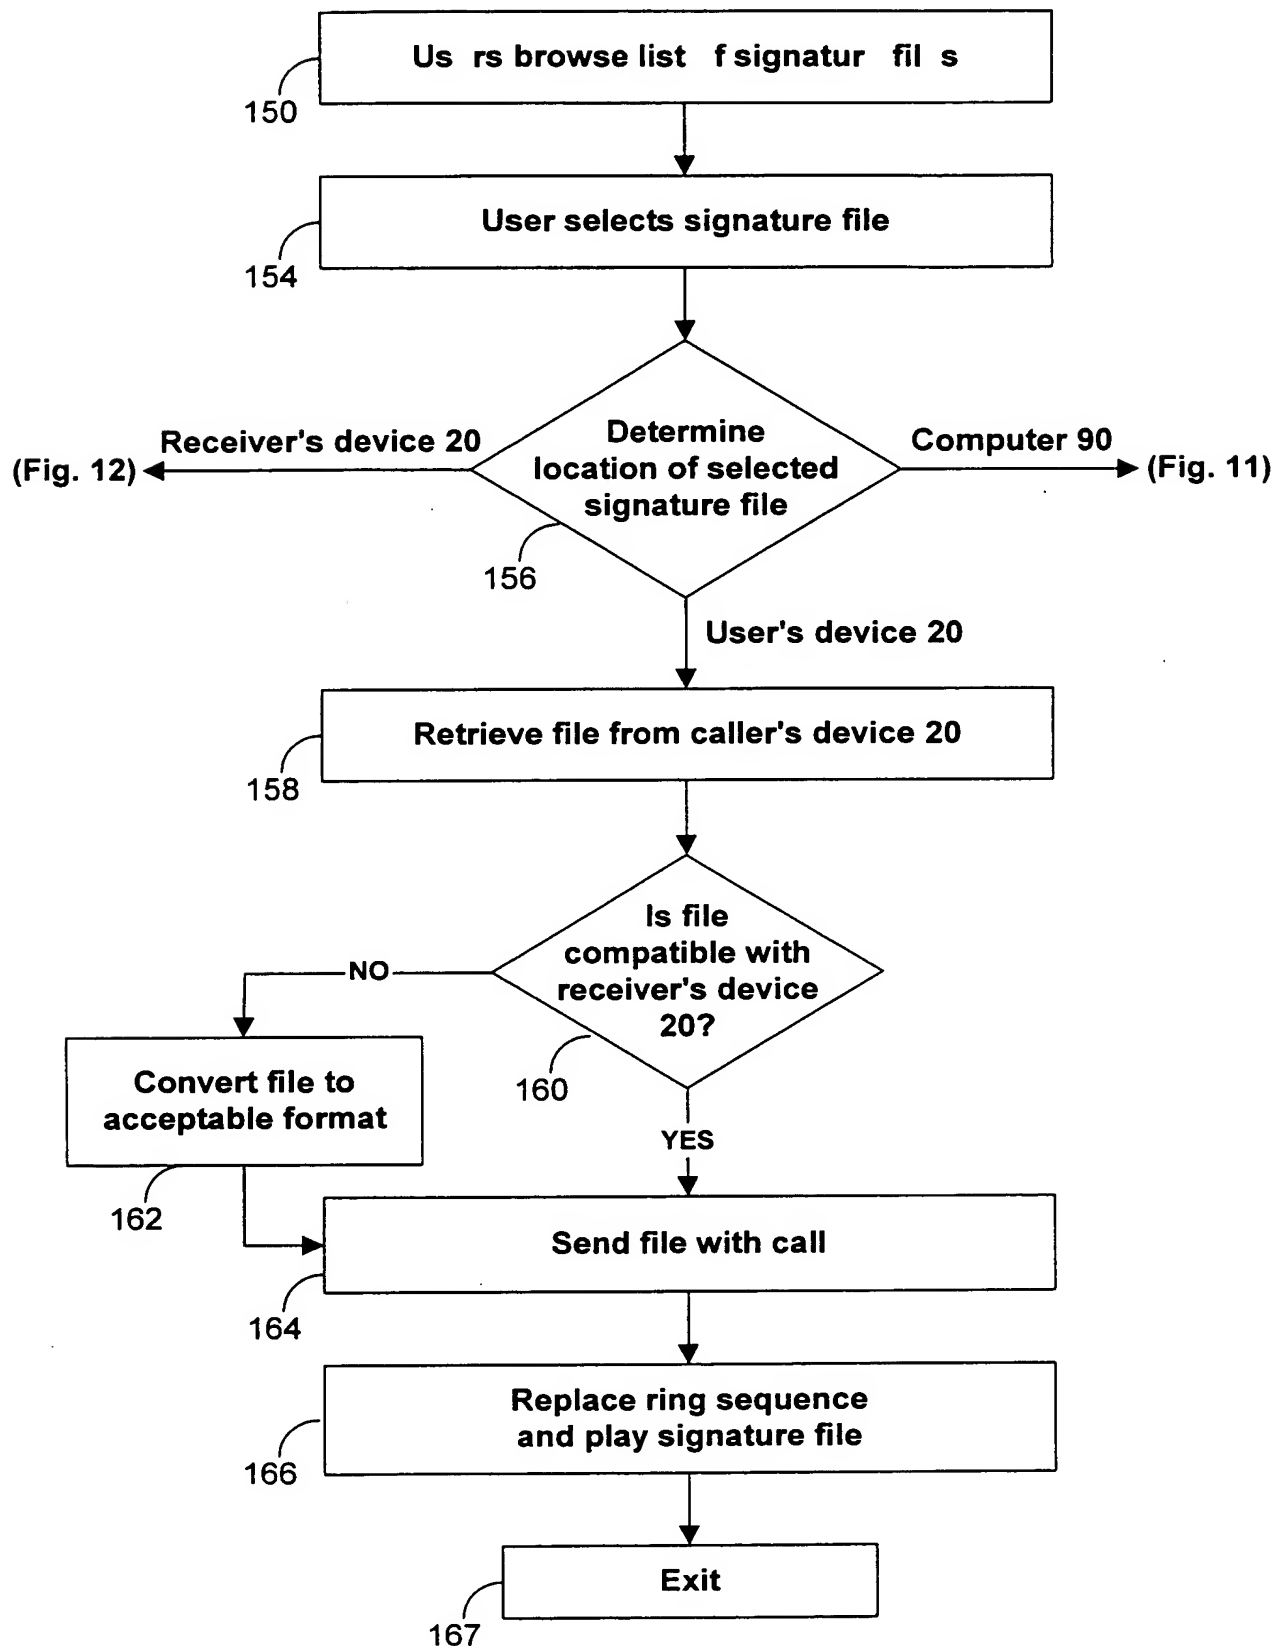 Us rs browse list f signatur fil s
150
User selects signature file
154
Receiver's device 20
(Fig. 12)
Determine
location of selected
signature file
Computer 90
(Fig. 11)
156
User's device 20
Retrieve file from caller's device 20
158
Is file
compatible with
receiver's device
20?
NO
160
Convert file to
acceptable format
YES
162
Send file with call
164
Replace ring sequence
and play signature file
166
Exit
167